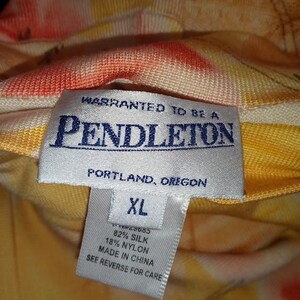 WARRANTED TO BE A
PENDLETON
PORTLAND, OREGON
XL
82% SILK
18% NYLON
MADE IN CHINA
SEE REVERSE FOR CARE